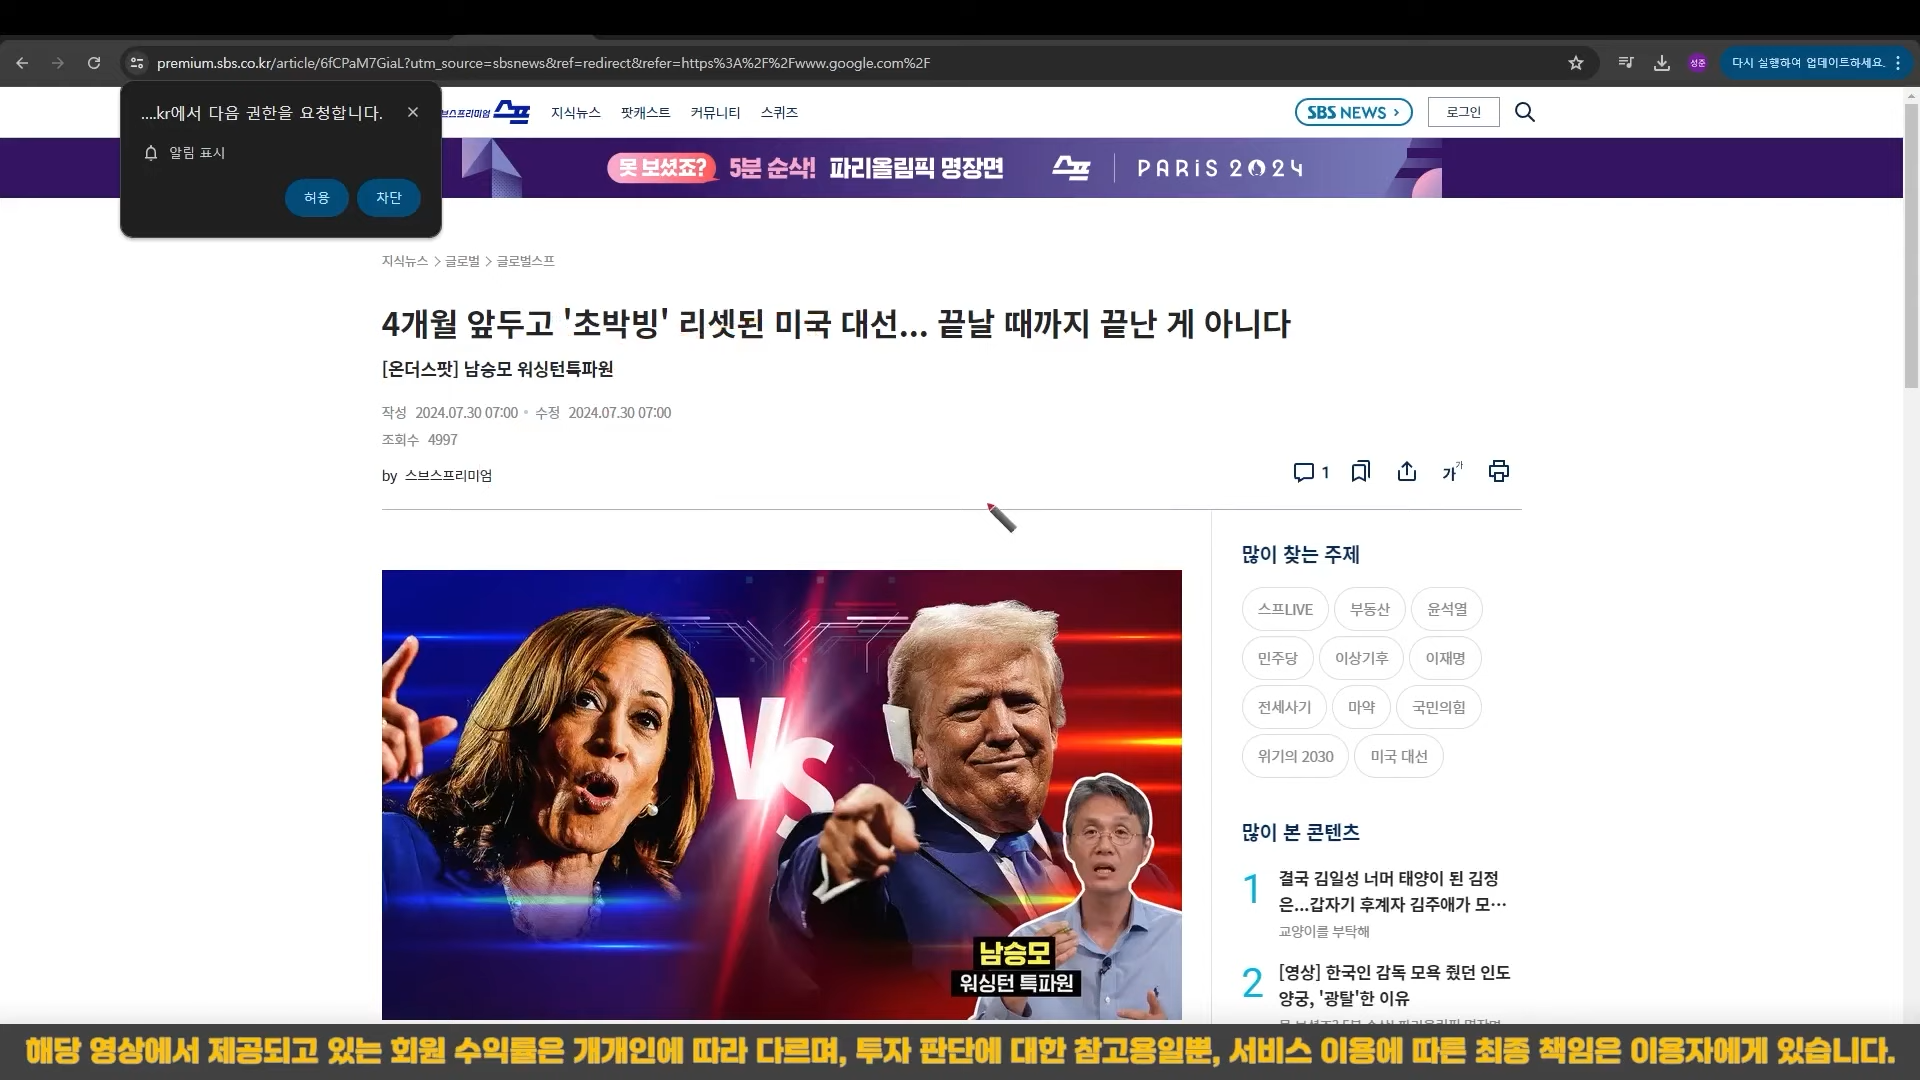 premium.sbs.co.kr/article/6fCPaM7GiaL?utm_source=sbsnews&ref=redirect&refer=https%3A%2F%2Fwww.google.com%2F
성준
다시 실행하여 업데이트하세요.
....kr에서 다음 권한을 요청합니다.
알림 표시
허용 차단
브스프리미엄 스프 지식뉴스 팟캐스트 커뮤니티 스퀴즈
SBS NEWS > 로그인
못 보셨죠? 5분 순삭! 파리올림픽 명장면 스프 PARIS 2024
지식뉴스 > 글로벌 > 글로벌스프
4개월 앞두고 '초박빙' 리셋된 미국 대선... 끝날 때까지 끝난 게 아니다
[온더스팟] 남승모 워싱턴특파원
작성 2024.07.30 07:00 • 수정 2024.07.30 07:00
조회수 4997
by 스브스프리미엄
1
가가
VS
남승모
워싱턴 특파원
많이 찾는 주제
스프LIVE 부동산 윤석열
민주당 이상기후 이재명
전세사기 마약 국민의힘
위기의 2030 미국 대선
많이 본 콘텐츠
1 결국 김일성 너머 태양이 된 김정
은...갑자기 후계자 김주애가 모…
교양이를 부탁해
2 [영상] 한국인 감독 모욕 줬던 인도
양궁, '광탈'한 이유
해당 영상에서 제공되고 있는 회원 수익률은 개개인에 따라 다르며, 투자 판단에 대한 참고용일뿐, 서비스 이용에 따른 최종 책임은 이용자에게 있습니다.